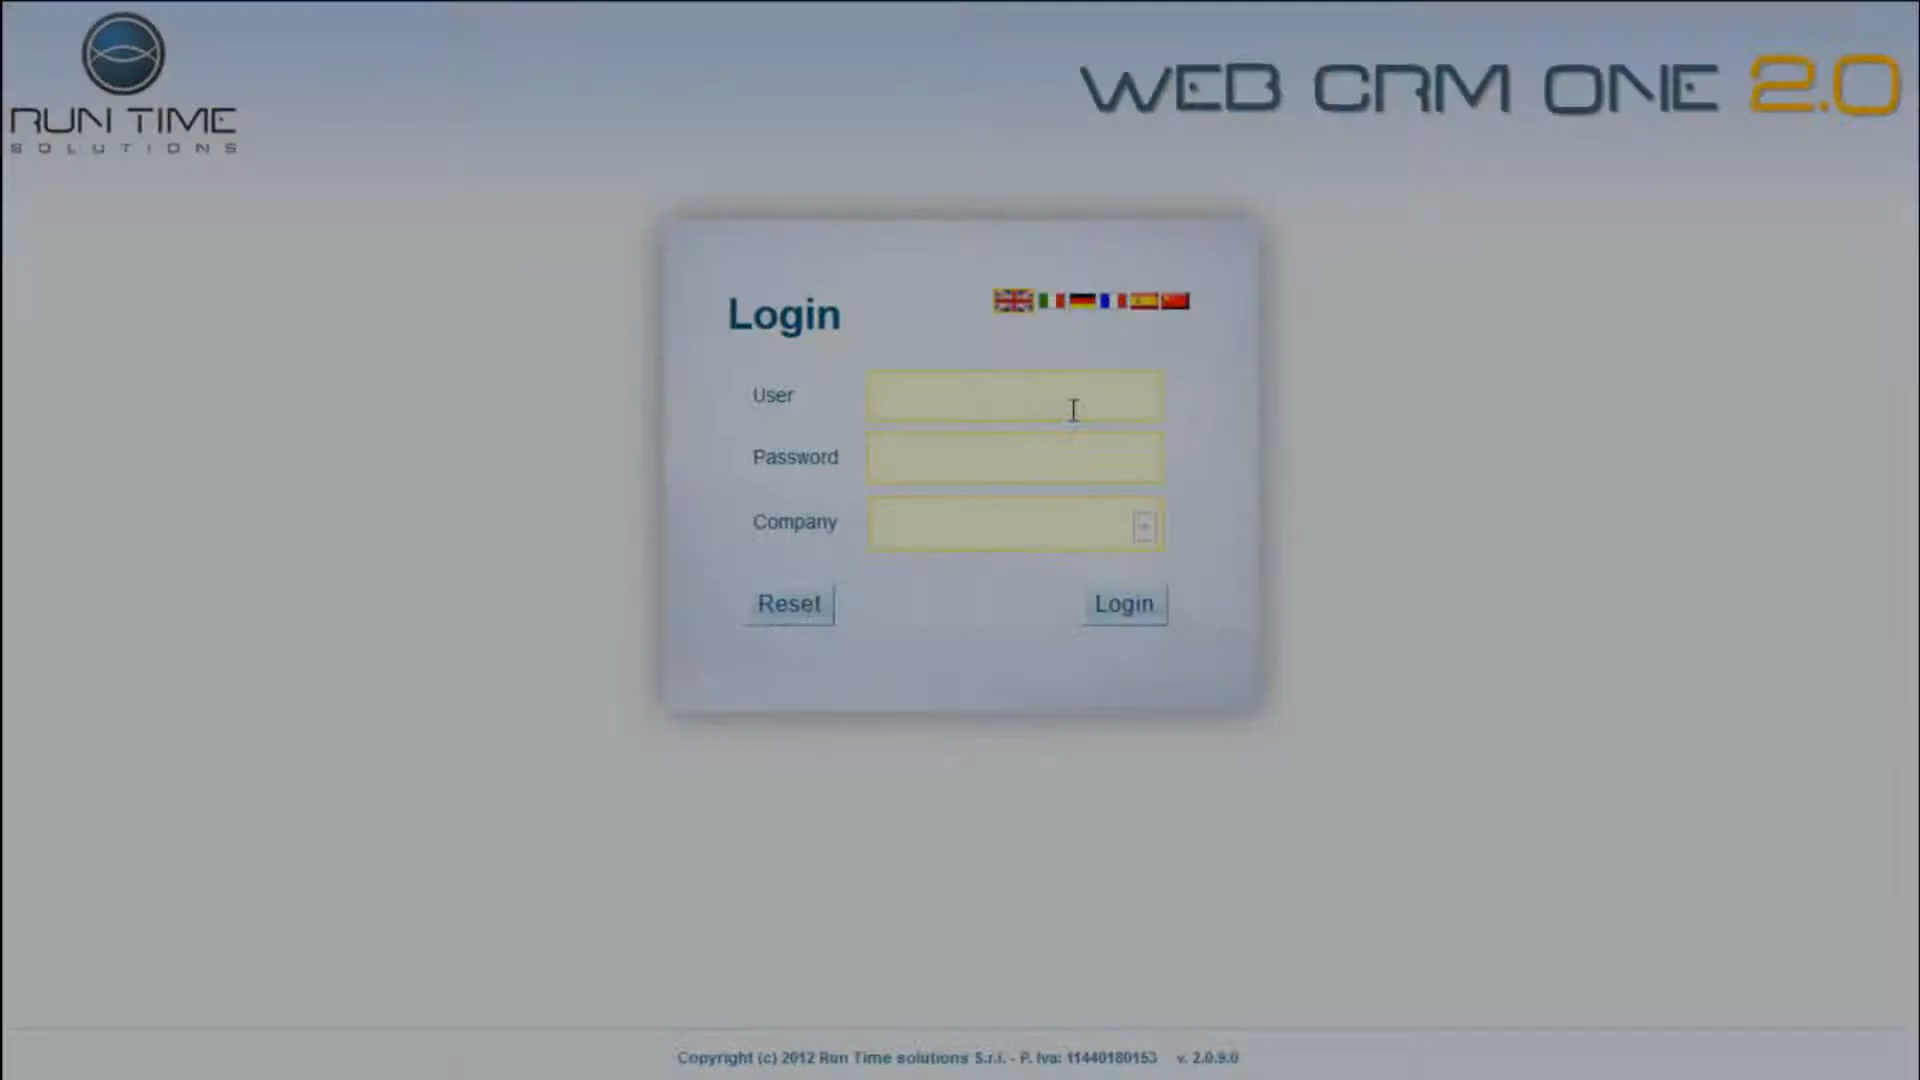 RUN TIME
SOLUTIONS
WEB CRM ONE 2.0
Login
User
Password
Company
Reset
Login
Copyright (c) 2012 Run Time solutions S.r.l. - P. Iva: 11440180153 v. 2.0.9.0